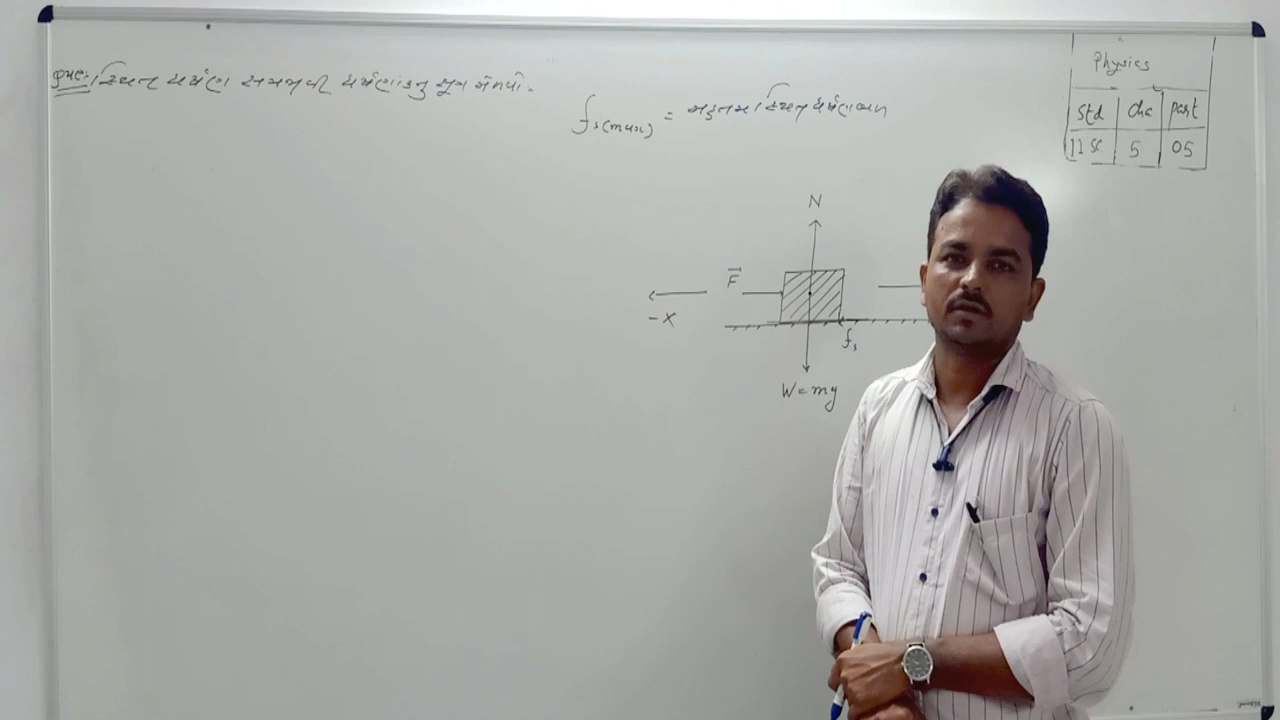 પ્રશ્ન: સ્થિત ઘર્ષણ સમજાવી ઘર્ષણાંકનુ સૂત્ર મેળવો.
fs(max) = મહત્તમ સ્થિત ઘર્ષણબળ
Physics
Std Cha Part
11 sc 5 05
N
F
-X
fs
W = mg